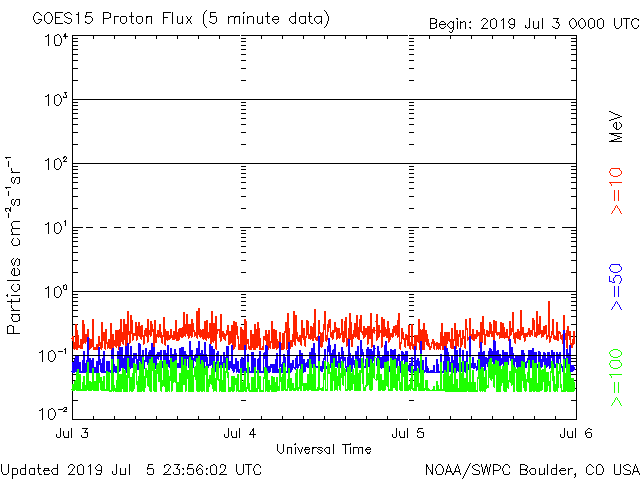 GOES15 Proton Flux (5 minute data)
Begin: 2019 Jul 3 0000 UTC
Particles cm⁻²s⁻¹sr⁻¹
10⁴
10³
10²
10¹
10⁰
10⁻¹
10⁻²
MeV
>=10
>=50
>=100
Jul 3
Jul 4
Jul 5
Jul 6
Universal Time
Updated 2019 Jul 5 23:56:02 UTC
NOAA/SWPC Boulder, CO USA